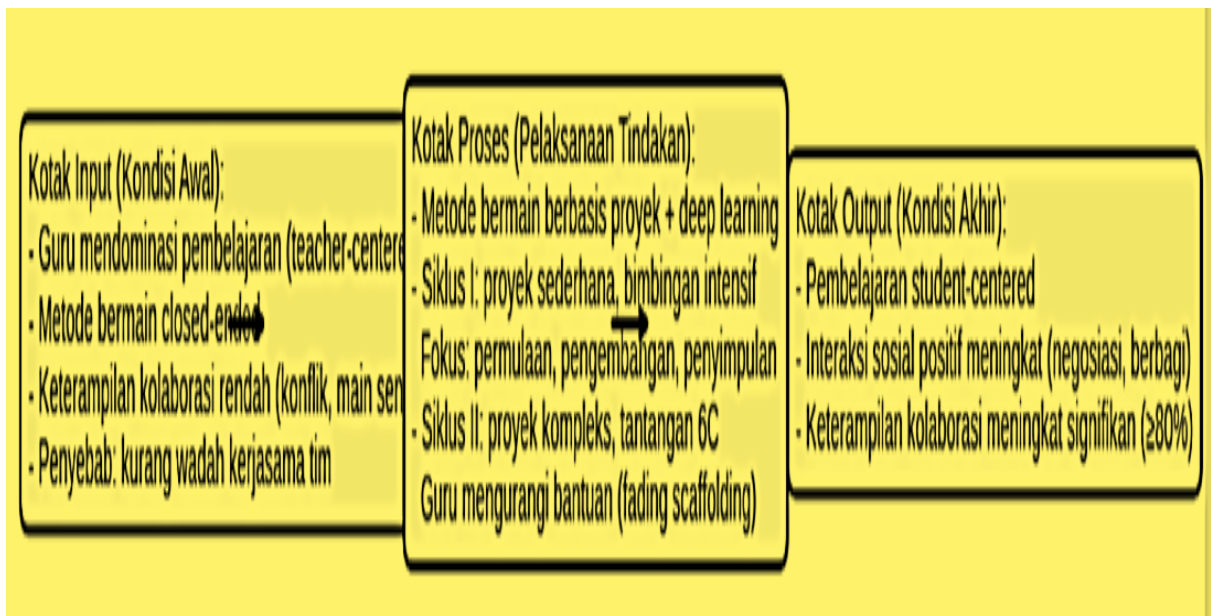 Kotak Input (Kondisi Awal):
- Guru mendominasi pembelajaran (teacher-centere
- Metode bermain closed-ended
- Keterampilan kolaborasi rendah (konflik, main sen
- Penyebab: kurang wadah kerjasama tim
Kotak Proses (Pelaksanaan Tindakan):
- Metode bermain berbasis proyek + deep learning
- Siklus I: proyek sederhana, bimbingan intensif
Fokus: permulaan, pengembangan, penyimpulan
- Siklus II: proyek kompleks, tantangan 6C
Guru mengurangi bantuan (fading scaffolding)
Kotak Output (Kondisi Akhir):
- Pembelajaran student-centered
- Interaksi sosial positif meningkat (negosiasi, berbagi)
- Keterampilan kolaborasi meningkat signifikan (≥80%)